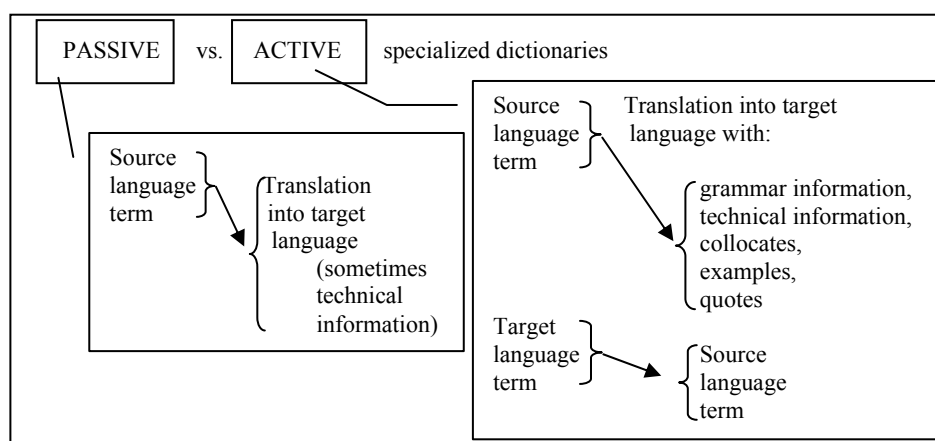 PASSIVE vs. ACTIVE specialized dictionaries
Source
language
term
Translation
into target
language
(sometimes
technical
information)
Source
language
term
Translation into target
language with:
grammar information,
technical information,
collocates,
examples,
quotes
Target
language
term
Source
language
term